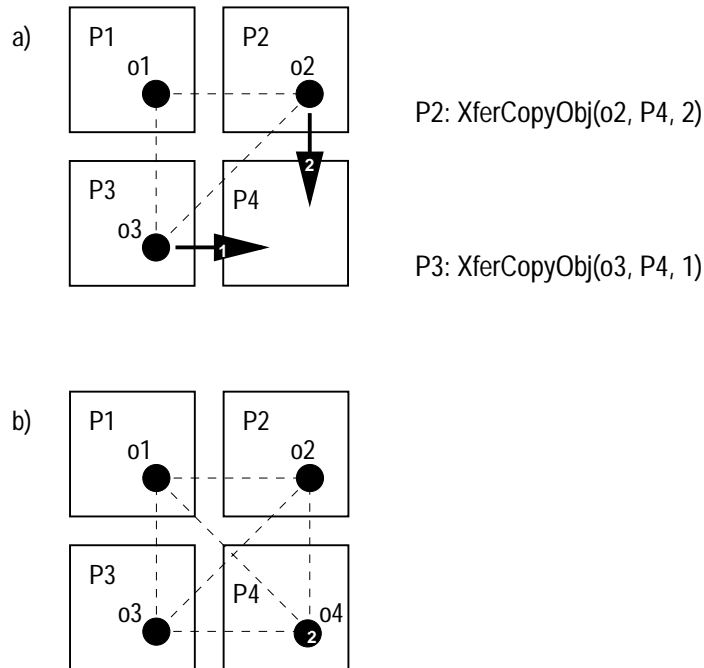 a)
P1
P2
o1
o2
P2: XferCopyObj(o2, P4, 2)
2
P3
P4
o3
1
P3: XferCopyObj(o3, P4, 1)
b)
P1
P2
o1
o2
P3
P4
o3
o4
2